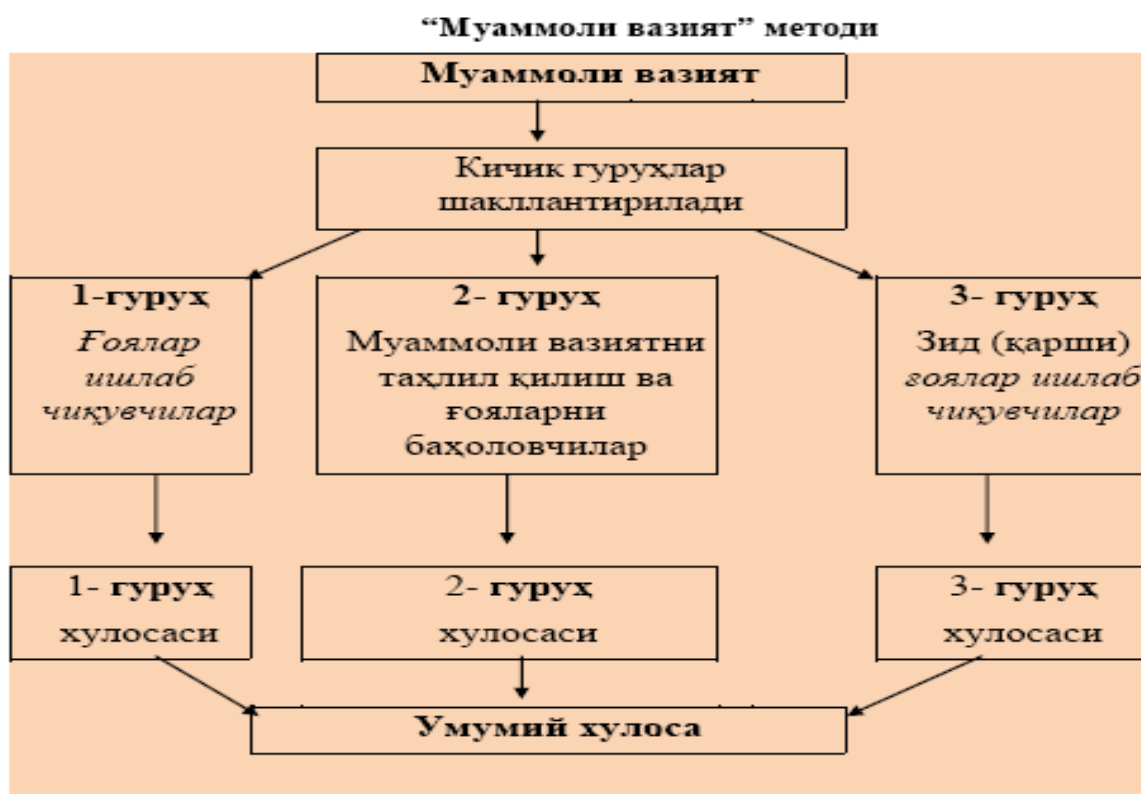 “Муаммоли вазият” методи
Муаммоли вазият
Кичик гуруҳлар
шакллантирилади
1-гуруҳ
Ғоялар
ишлаб
чиқувчилар
2- гуруҳ
Муаммоли вазиятни
таҳлил қилиш ва
ғояларни
баҳоловчилар
3- гуруҳ
Зид (қарши)
ғоялар ишлаб
чиқувчилар
1- гуруҳ
хулосаси
2- гуруҳ
хулосаси
3- гуруҳ
хулосаси
Умумий хулоса